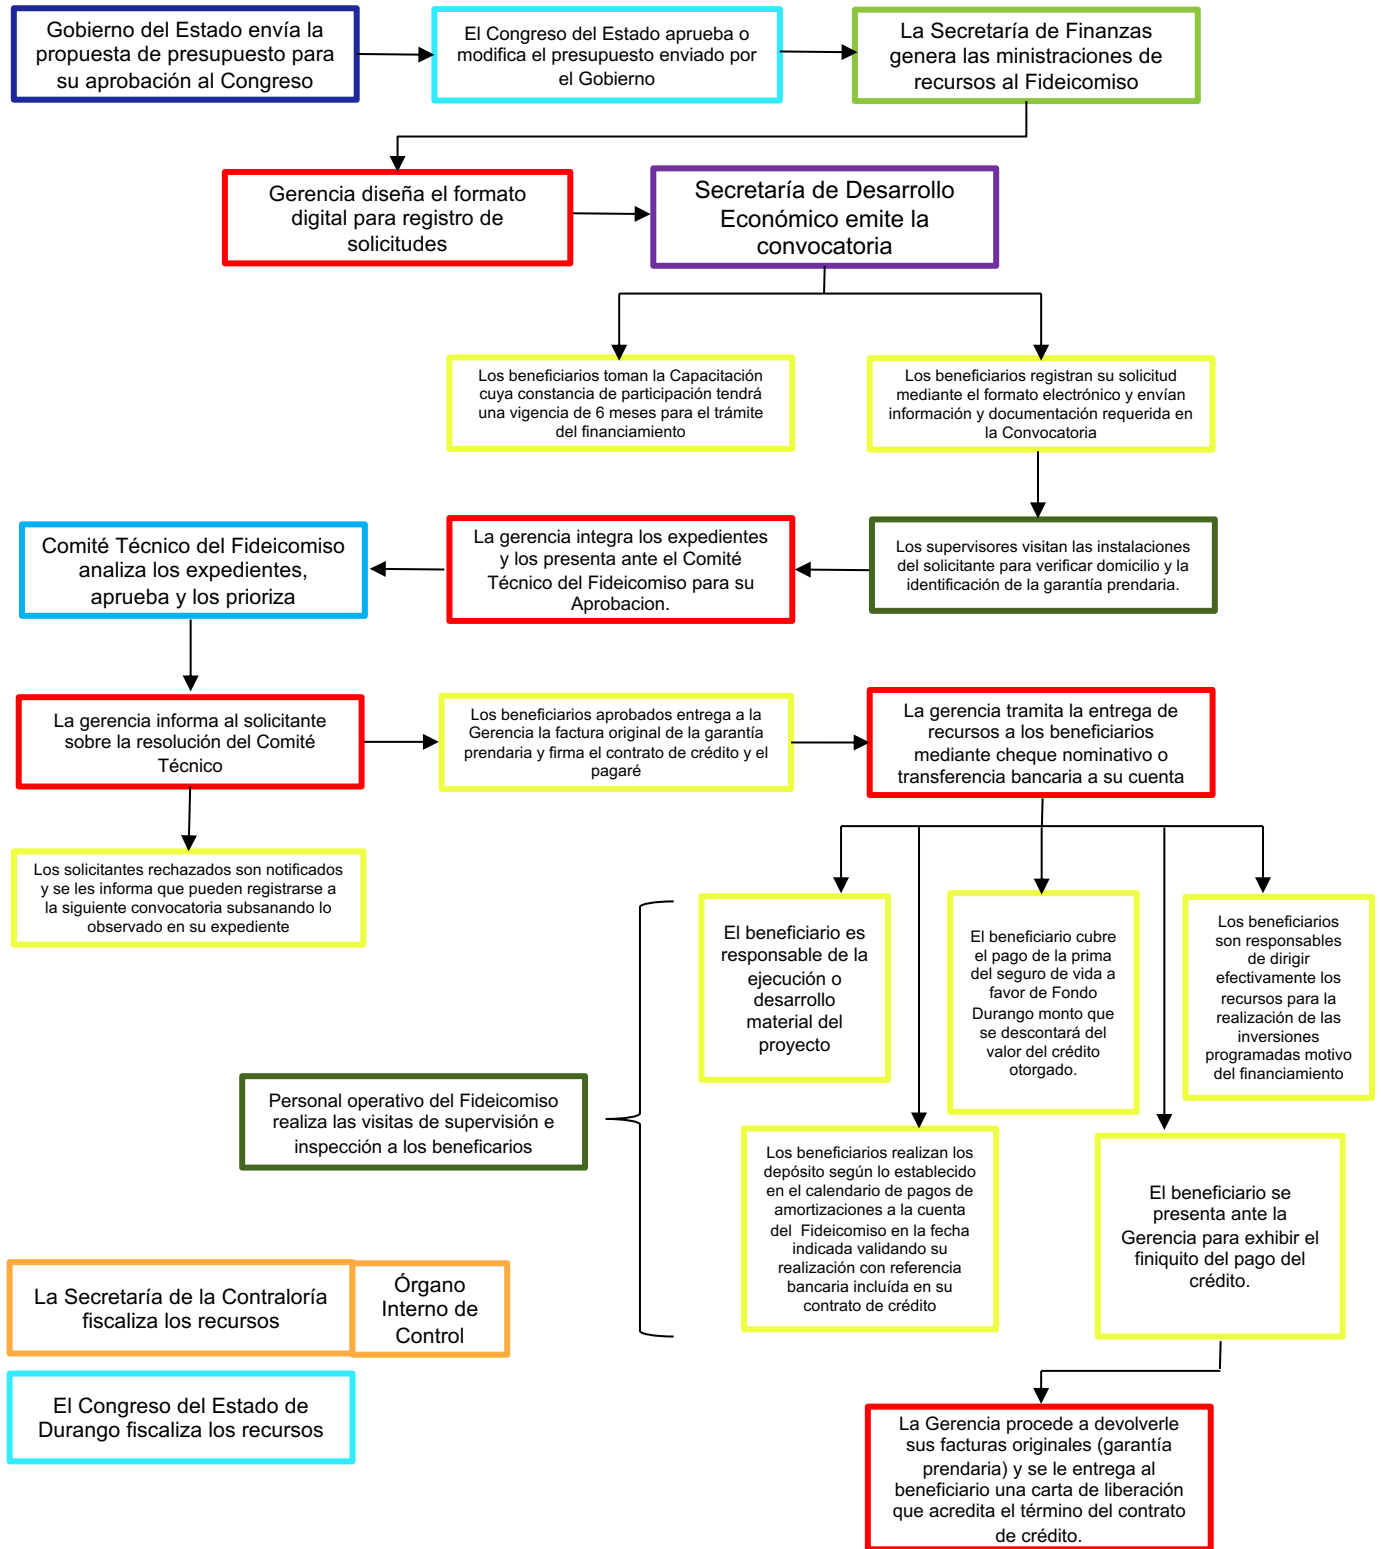 Gobierno del Estado envía la
propuesta de presupuesto para
su aprobación al Congreso
El Congreso del Estado aprueba o
modifica el presupuesto enviado por
el Gobierno
La Secretaría de Finanzas
genera las ministraciones de
recursos al Fideicomiso
Gerencia diseña el formato
digital para registro de
solicitudes
Secretaría de Desarrollo
Económico emite la
convocatoria
Los beneficiarios toman la Capacitación
cuya constancia de participación tendrá
una vigencia de 6 meses para el trámite
del financiamiento
Los beneficiarios registran su solicitud
mediante el formato electrónico y envían
información y documentación requerida en
la Convocatoria
Comité Técnico del Fideicomiso
analiza los expedientes,
aprueba y los prioriza
La gerencia integra los expedientes
y los presenta ante el Comité
Técnico del Fideicomiso para su
Aprobacion.
Los supervisores visitan las instalaciones
del solicitante para verificar domicilio y la
identificación de la garantía prendaria.
La gerencia informa al solicitante
sobre la resolución del Comité
Técnico
Los beneficiarios aprobados entrega a la
Gerencia la factura original de la garantía
prendaria y firma el contrato de crédito y el
pagaré
La gerencia tramita la entrega de
recursos a los beneficiarios
mediante cheque nominativo o
transferencia bancaria a su cuenta
Los solicitantes rechazados son notificados
y se les informa que pueden registrarse a
la siguiente convocatoria subsanando lo
observado en su expediente
El beneficiario es
responsable de la
ejecución o
desarrollo
material del
proyecto
El beneficiario cubre
el pago de la prima
del seguro de vida a
favor de Fondo
Durango monto que
se descontará del
valor del crédito
otorgado.
Los beneficiarios
son responsables
de dirigir
efectivamente los
recursos para la
realización de las
inversiones
programadas motivo
del financiamiento
Personal operativo del Fideicomiso
realiza las visitas de supervisión e
inspección a los beneficarios
Los beneficiarios realizan los
depósito según lo establecido
en el calendario de pagos de
amortizaciones a la cuenta
del Fideicomiso en la fecha
indicada validando su
realización con referencia
bancaria incluída en su
contrato de crédito
El beneficiario se
presenta ante la
Gerencia para exhibir el
finiquito del pago del
crédito.
La Secretaría de la Contraloría
fiscaliza los recursos
Órgano
Interno de
Control
El Congreso del Estado de
Durango fiscaliza los recursos
La Gerencia procede a devolverle
sus facturas originales (garantía
prendaria) y se le entrega al
beneficiario una carta de liberación
que acredita el término del contrato
de crédito.